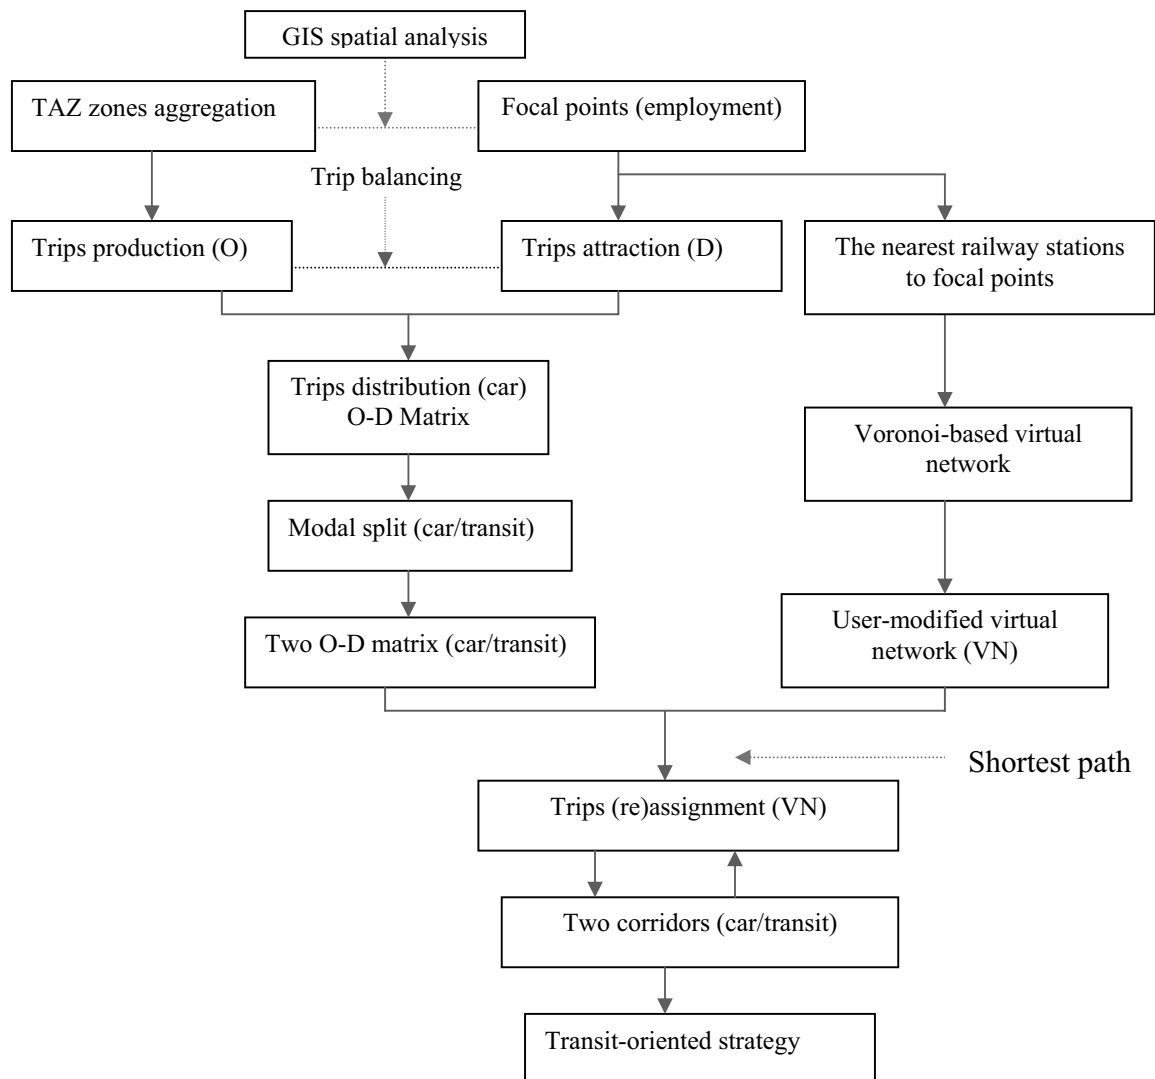 GIS spatial analysis
TAZ zones aggregation
Focal points (employment)
Trip balancing
Trips production (O)
Trips attraction (D)
The nearest railway stations
to focal points
Trips distribution (car)
O-D Matrix
Voronoi-based virtual
network
Modal split (car/transit)
Two O-D matrix (car/transit)
User-modified virtual
network (VN)
Shortest path
Trips (re)assignment (VN)
Two corridors (car/transit)
Transit-oriented strategy